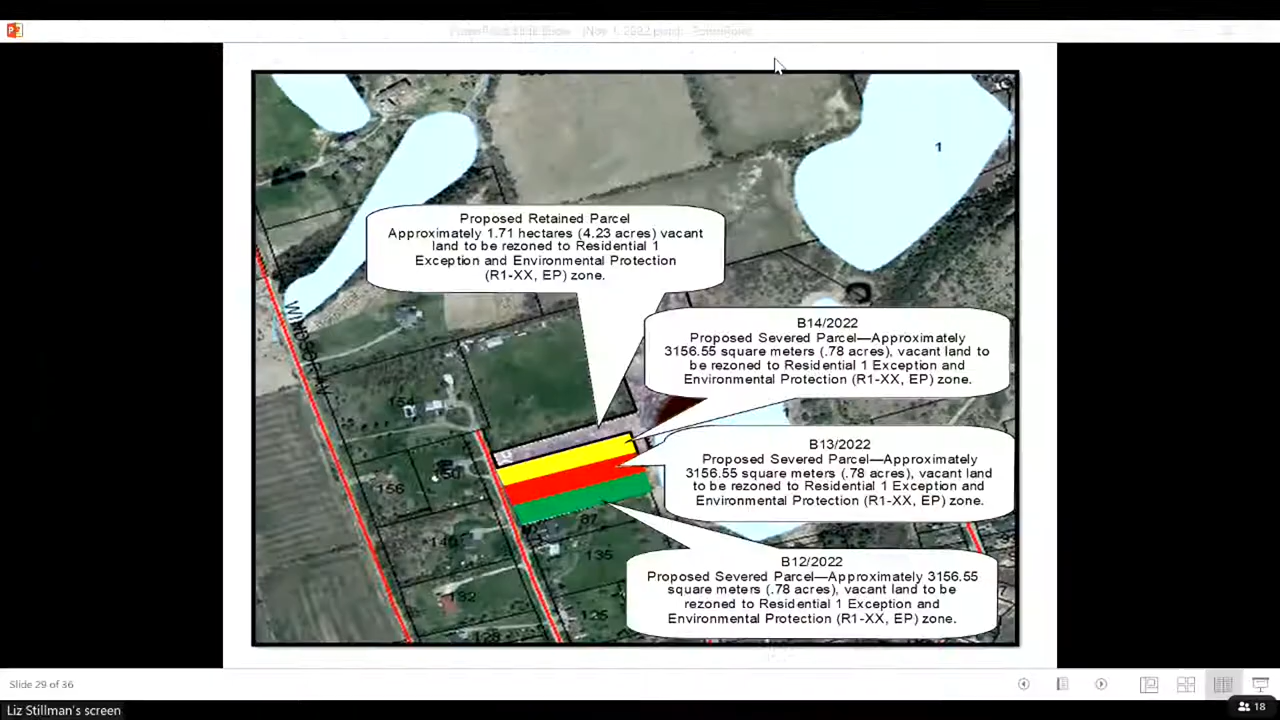 1
Proposed Retained Parcel
Approximately 1.71 hectares (4.23 acres) vacant
land to be rezoned to Residential 1
Exception and Environmental Protection
(R1-XX, EP) zone.
B14/2022
Proposed Severed Parcel—Approximately
3156.55 square meters (.78 acres), vacant land to
be rezoned to Residential 1 Exception and
Environmental Protection (R1-XX, EP) zone.
154
B13/2022
Proposed Severed Parcel—Approximately
3156.55 square meters (.78 acres), vacant land
to be rezoned to Residential 1 Exception and
Environmental Protection (R1-XX, EP) zone.
150
156
87
135
B12/2022
Proposed Severed Parcel—Approximately 3156.55
square meters (.78 acres), vacant land to be
rezoned to Residential 1 Exception and
Environmental Protection (R1-XX, EP) zone.
132
125
128
Slide 29 of 36
Liz Stillman's screen
18